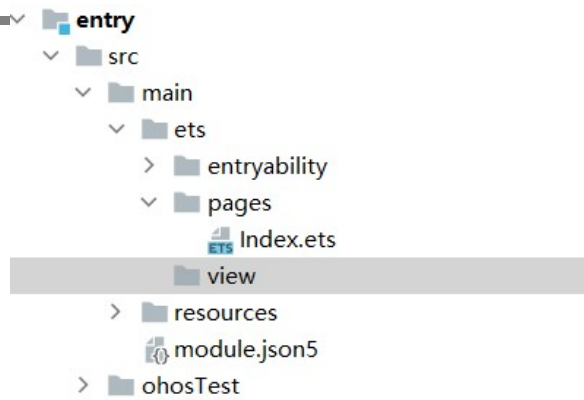 entry
src
main
ets
entryability
pages
ETS Index.ets
view
resources
{} module.json5
ohosTest